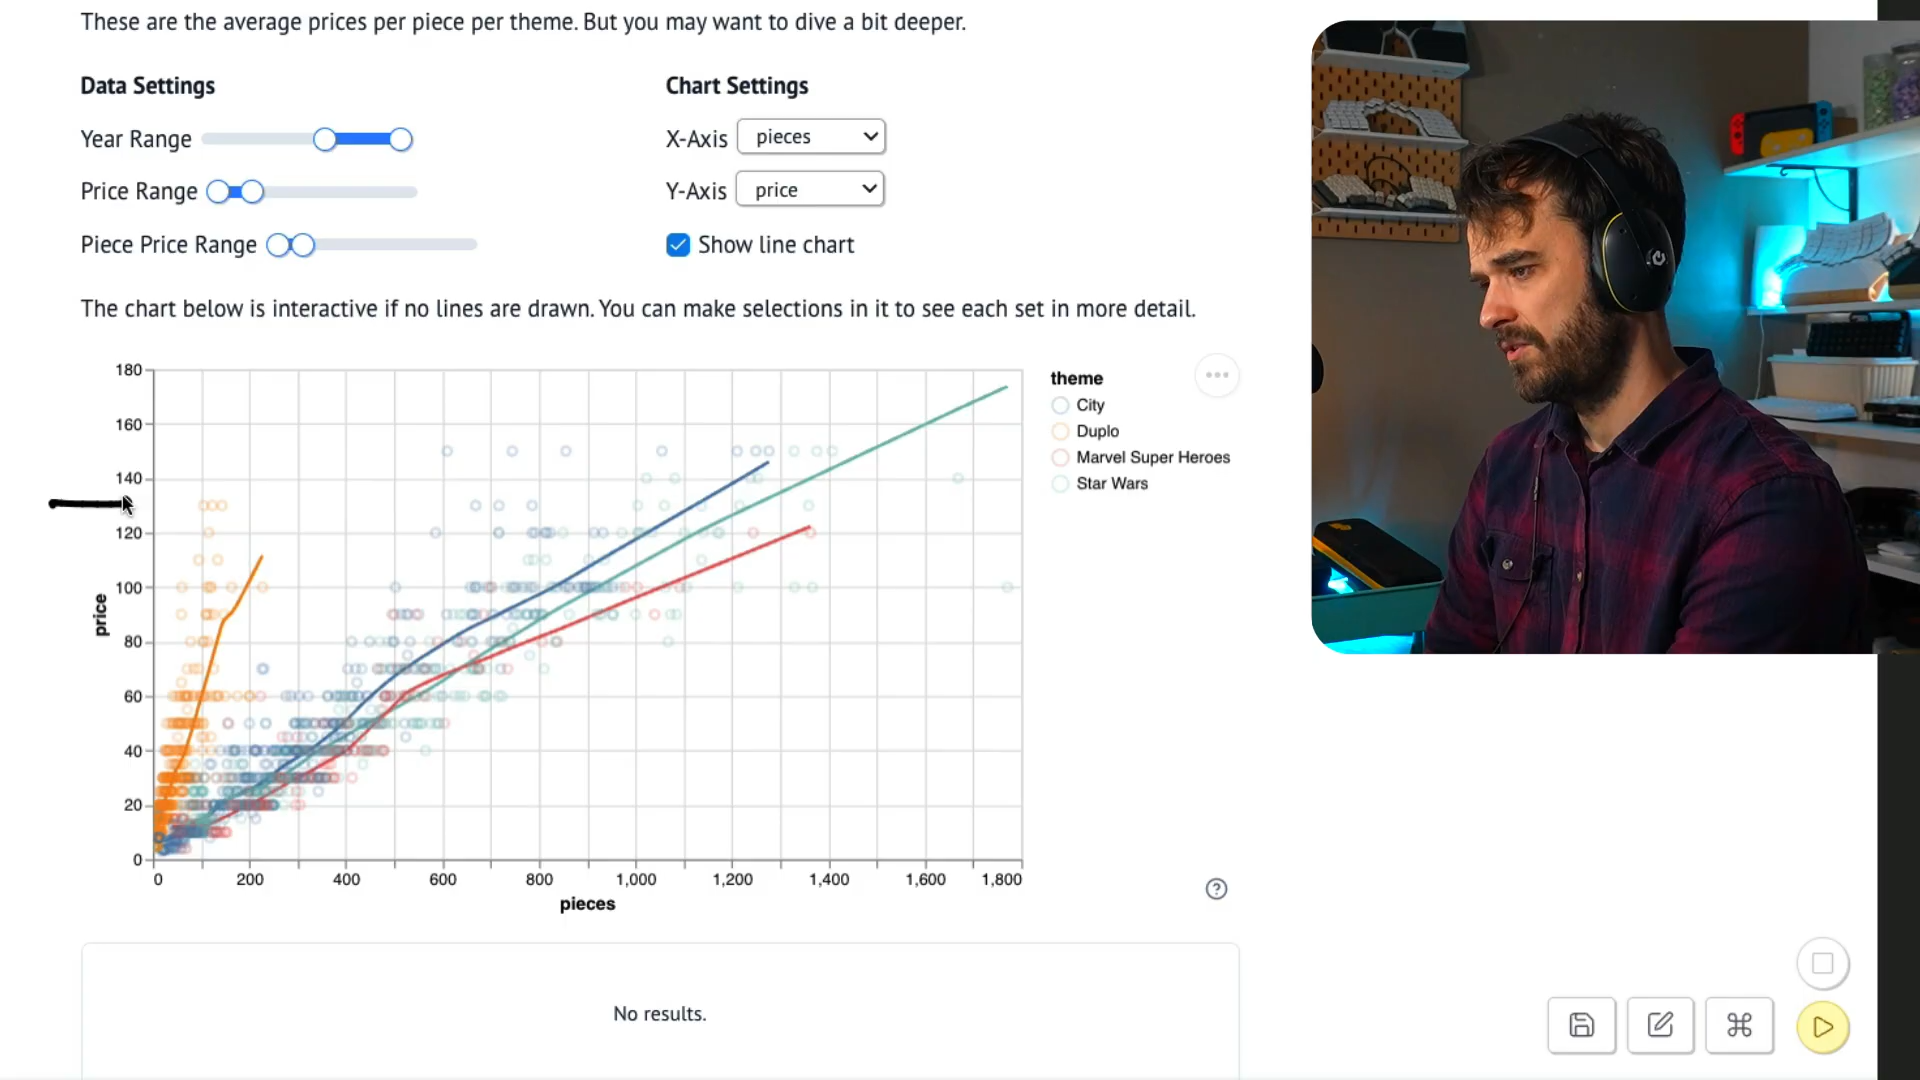 These are the average prices per piece per theme. But you may want to dive a bit deeper.
Data Settings
Year Range
Price Range
Piece Price Range
Chart Settings
X-Axis pieces
Y-Axis price
Show line chart
The chart below is interactive if no lines are drawn. You can make selections in it to see each set in more detail.
180
160
140
120
100
80
60
40
20
0
price
0 200 400 600 800 1,000 1,200 1,400 1,600 1,800
pieces
theme
City
Duplo
Marvel Super Heroes
Star Wars
No results.